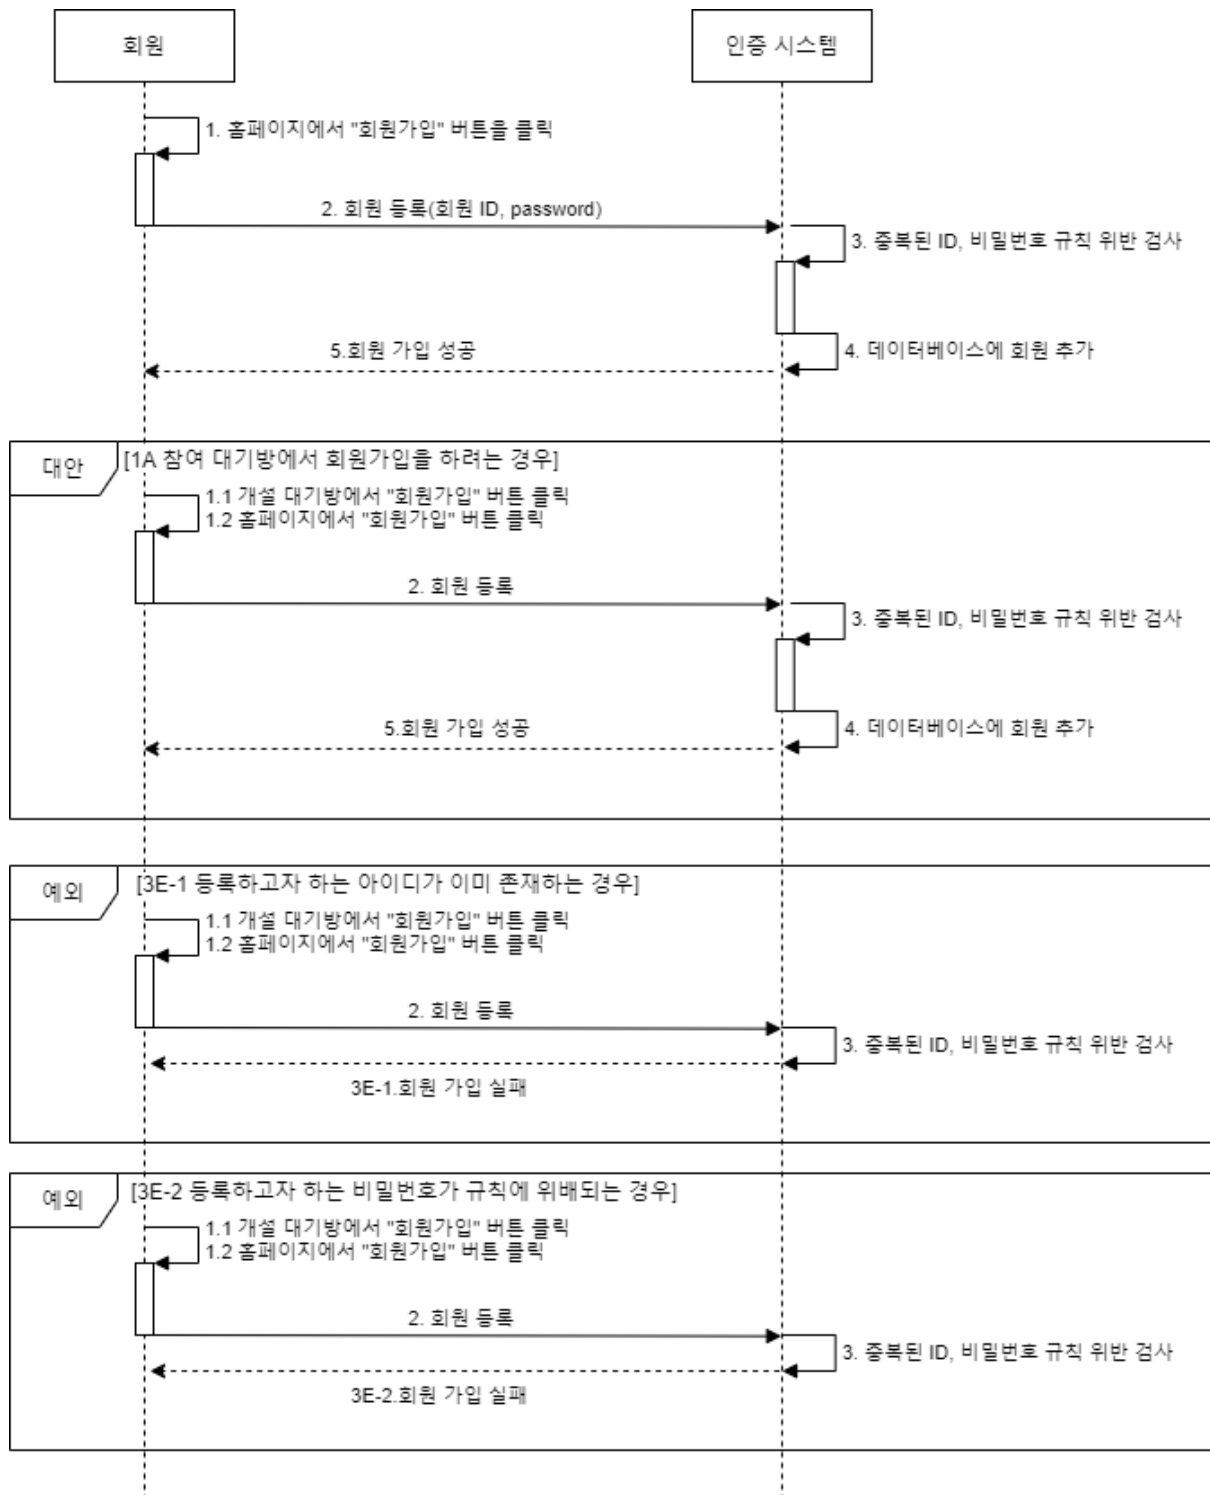 회원
인증 시스템
1. 홈페이지에서 "회원가입" 버튼을 클릭
2. 회원 등록(회원 ID, password)
3. 중복된 ID, 비밀번호 규칙 위반 검사
5.회원 가입 성공
4. 데이터베이스에 회원 추가
대안
[1A 참여 대기방에서 회원가입을 하려는 경우]
1.1 개설 대기방에서 "회원가입" 버튼 클릭
1.2 홈페이지에서 "회원가입" 버튼 클릭
2. 회원 등록
3. 중복된 ID, 비밀번호 규칙 위반 검사
5.회원 가입 성공
4. 데이터베이스에 회원 추가
예외
[3E-1 등록하고자 하는 아이디가 이미 존재하는 경우]
1.1 개설 대기방에서 "회원가입" 버튼 클릭
1.2 홈페이지에서 "회원가입" 버튼 클릭
2. 회원 등록
3. 중복된 ID, 비밀번호 규칙 위반 검사
3E-1.회원 가입 실패
예외
[3E-2 등록하고자 하는 비밀번호가 규칙에 위배되는 경우]
1.1 개설 대기방에서 "회원가입" 버튼 클릭
1.2 홈페이지에서 "회원가입" 버튼 클릭
2. 회원 등록
3. 중복된 ID, 비밀번호 규칙 위반 검사
3E-2.회원 가입 실패